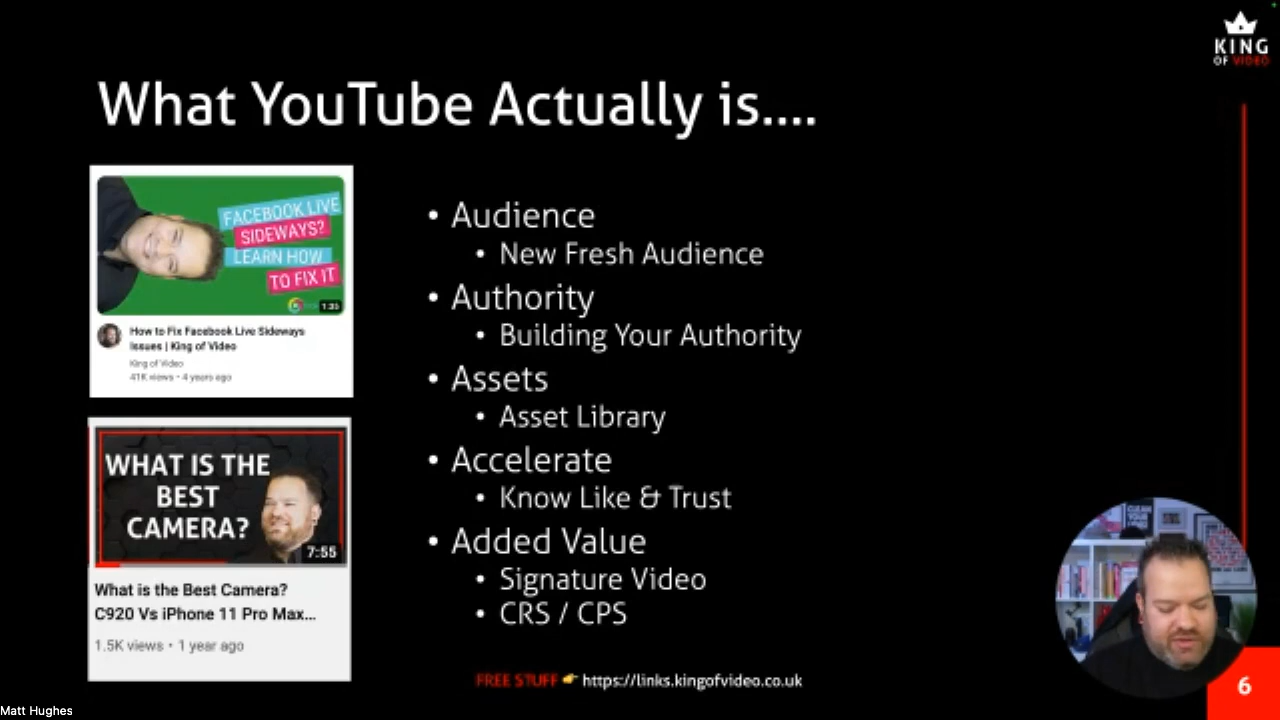 KING
OF VIDEO
What YouTube Actually is....
FACEBOOK LIVE
SIDEWAYS?
LEARN HOW
TO FIX IT
1:35
How to Fix Facebook Live Sideways
Issues | King of Video
King of Video
41K views • 4 years ago
WHAT IS THE
BEST
CAMERA?
7:55
What is the Best Camera?
C920 Vs iPhone 11 Pro Max...
1.5K views • 1 year ago
• Audience
• New Fresh Audience
• Authority
• Building Your Authority
• Assets
• Asset Library
• Accelerate
• Know Like & Trust
• Added Value
• Signature Video
• CRS / CPS
FREE STUFF 👉 https://links.kingofvideo.co.uk
6
Matt Hughes